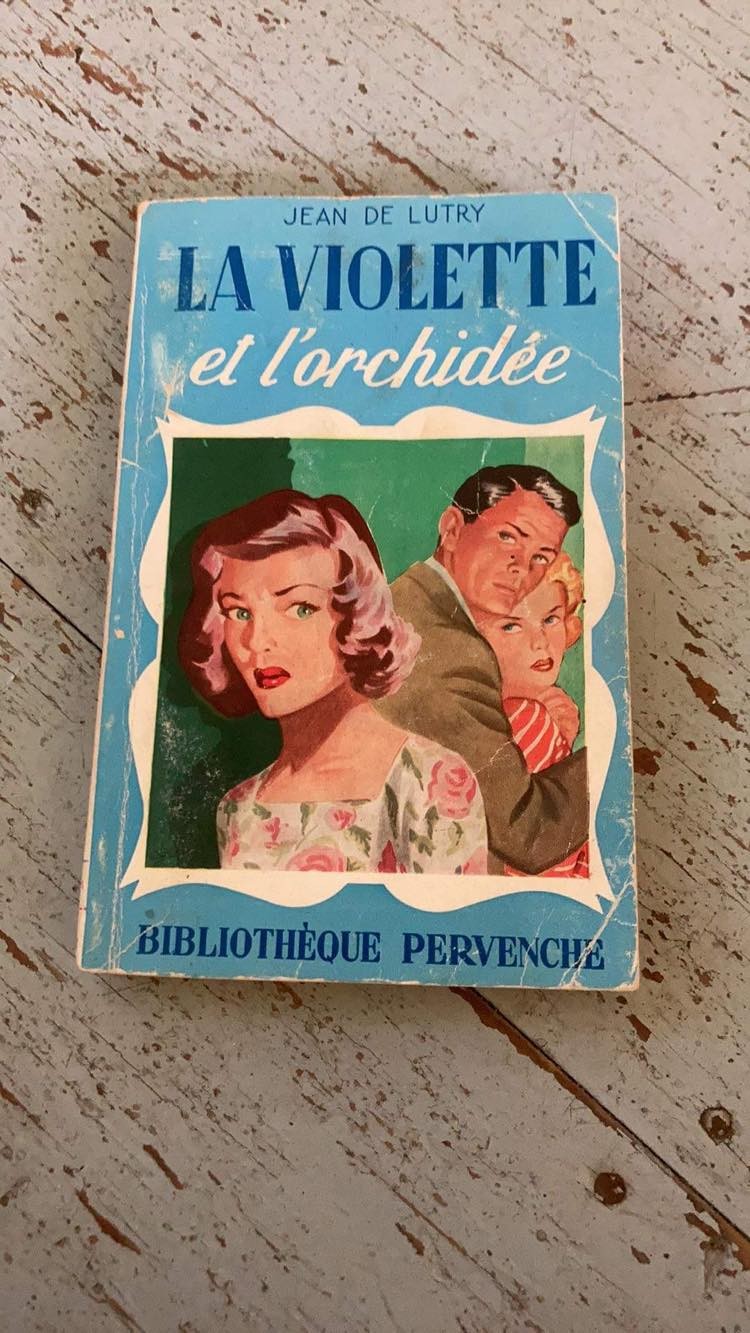 JEAN DE LUTRY
LA VIOLETTE
et l'orchidée
BIBLIOTHÈQUE PERVENCHE